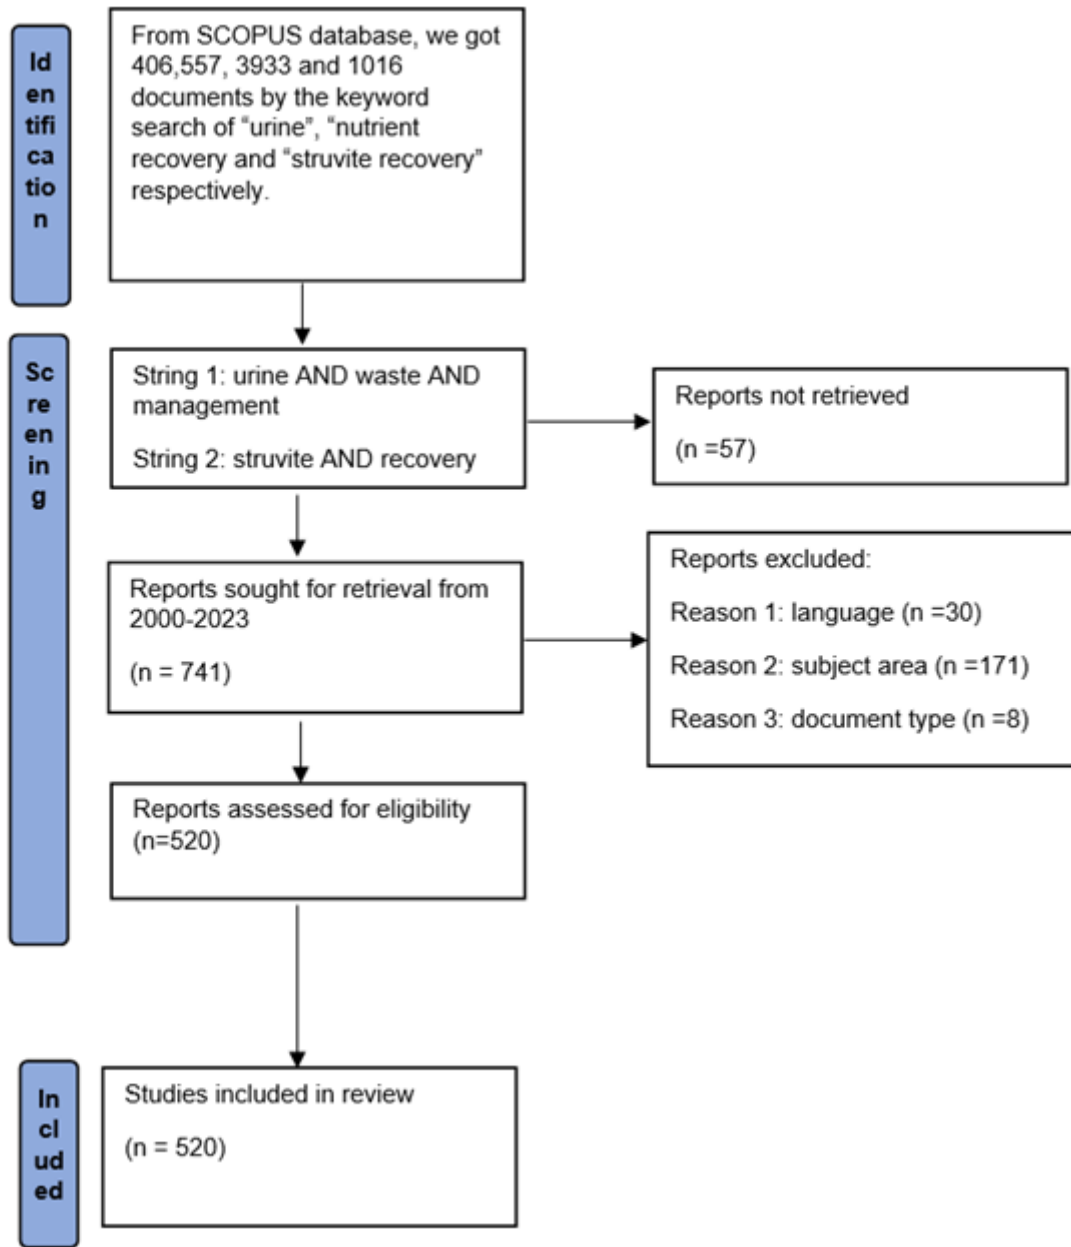 Id
en
tifi
ca
tio
n
From SCOPUS database, we got
406,557, 3933 and 1016
documents by the keyword
search of “urine”, “nutrient
recovery and “struvite recovery”
respectively.
Sc
re
en
in
g
String 1: urine AND waste AND
management
String 2: struvite AND recovery
Reports not retrieved
(n =57)
Reports sought for retrieval from
2000-2023
(n = 741)
Reports excluded:
Reason 1: language (n =30)
Reason 2: subject area (n =171)
Reason 3: document type (n =8)
Reports assessed for eligibility
(n=520)
In
cl
ud
ed
Studies included in review
(n = 520)